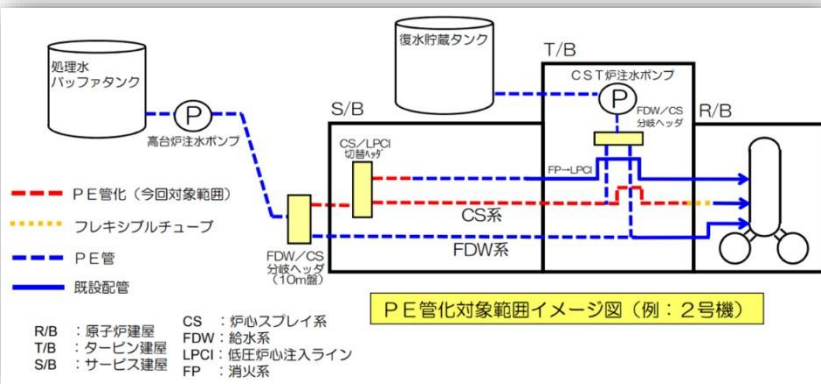 復水貯蔵タンク
T/B
処理水
バッファタンク
CST炉注水ポンプ
P
FDW/CS
分岐ヘッダ
R/B
P
高台炉注水ポンプ
S/B
CS/LPCI
切替ヘッダ
FP→LPCI
PE管化(今回対象範囲)
フレキシブルチューブ
PE管
既設配管
CS系
FDW系
FDW/CS
分岐ヘッダ
(10m盤)
PE管化対象範囲イメージ図(例:2号機)
R/B :原子炉建屋
T/B :タービン建屋
S/B :サービス建屋
CS :炉心スプレイ系
FDW :給水系
LPCI :低圧炉心注入ライン
FP :消火系